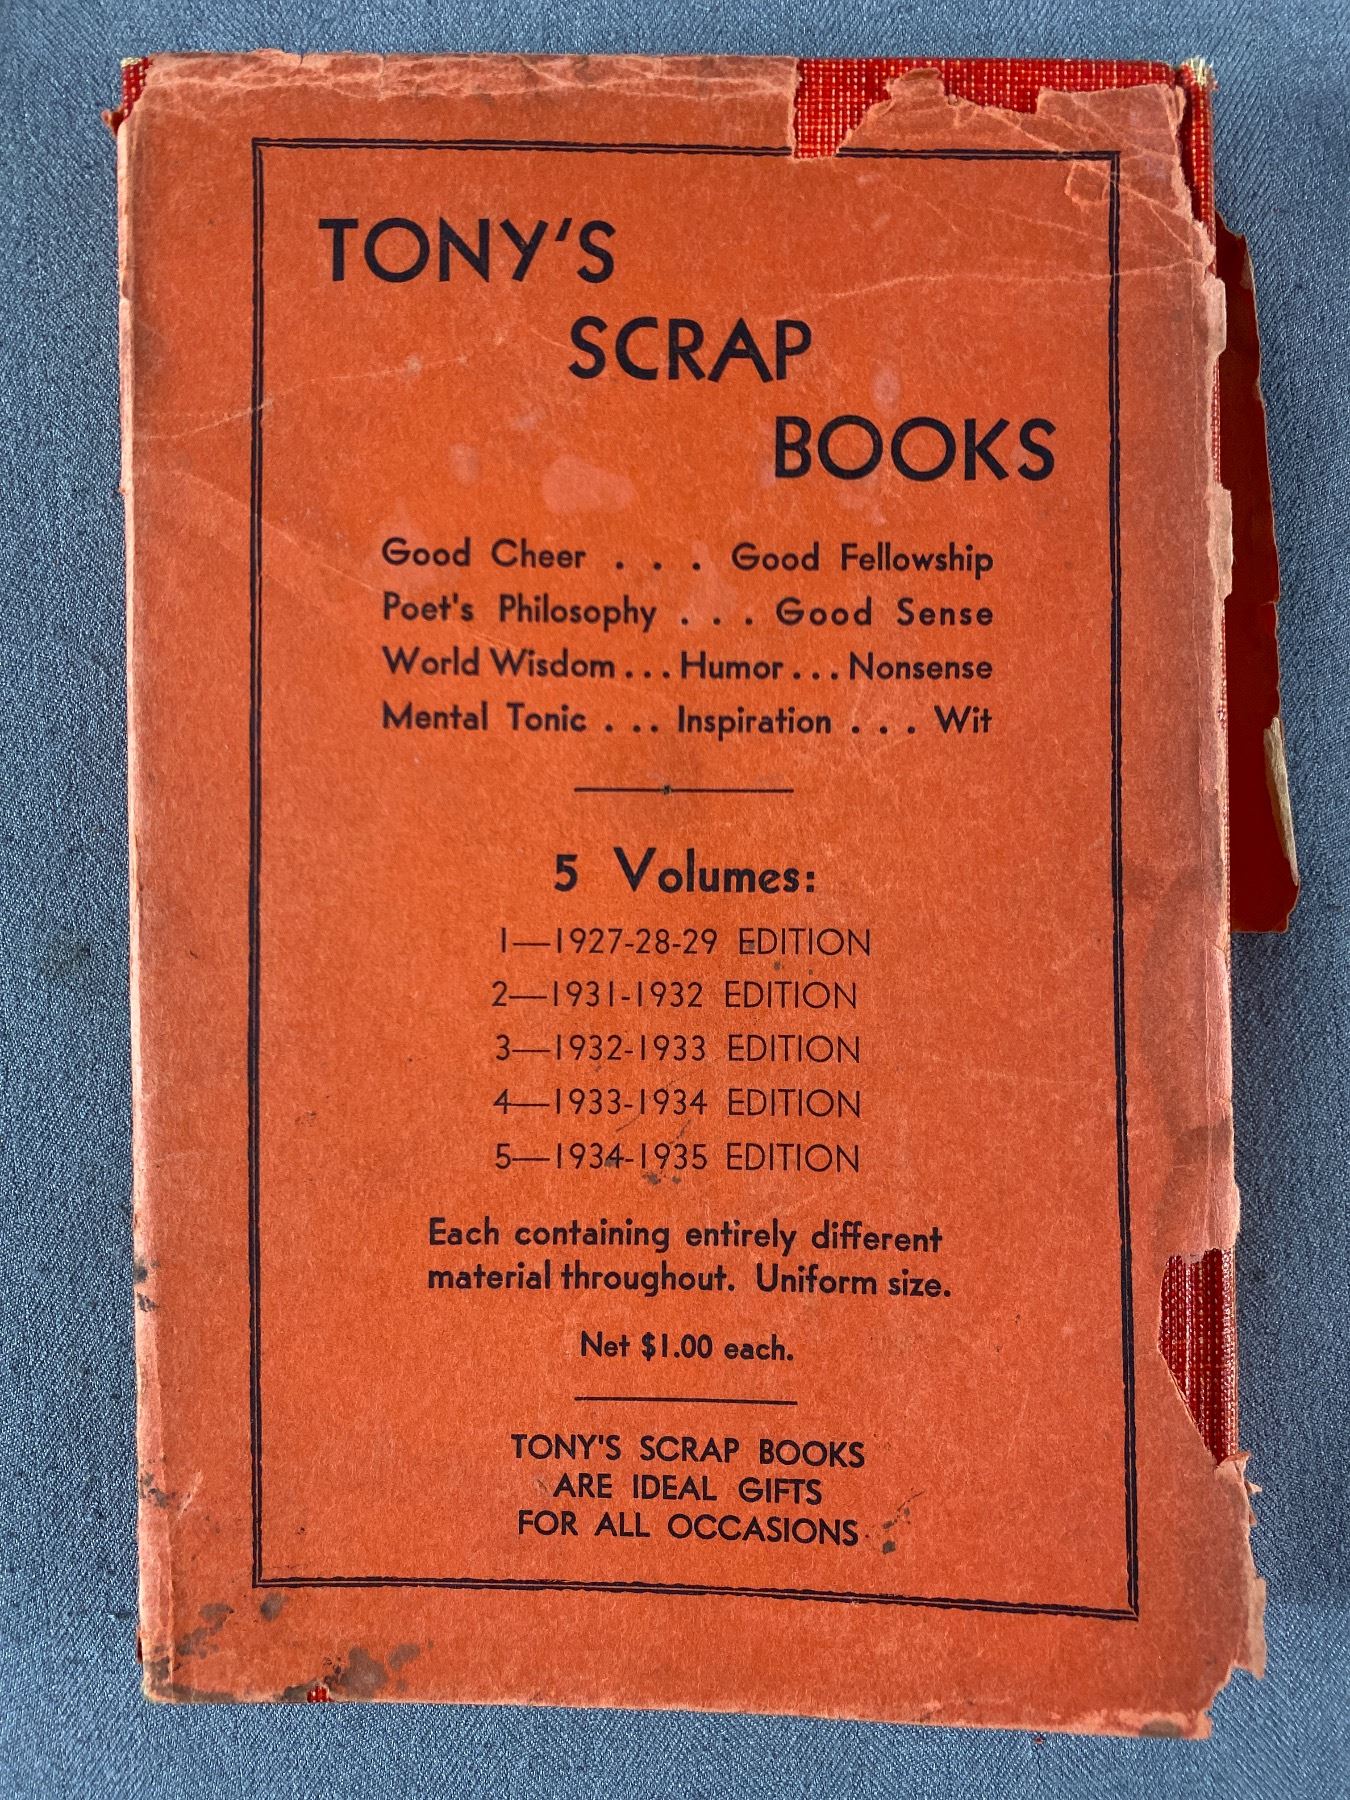 TONY'S
SCRAP
BOOKS
Good Cheer . . . Good Fellowship
Poet's Philosophy . . . Good Sense
World Wisdom . . . Humor . . . Nonsense
Mental Tonic . . . Inspiration . . . Wit
5 Volumes:
1—1927-28-29 EDITION
2—1931-1932 EDITION
3—1932-1933 EDITION
4—1933-1934 EDITION
5—1934-1935 EDITION
Each containing entirely different
material throughout. Uniform size.
Net $1.00 each.
TONY'S SCRAP BOOKS
ARE IDEAL GIFTS
FOR ALL OCCASIONS